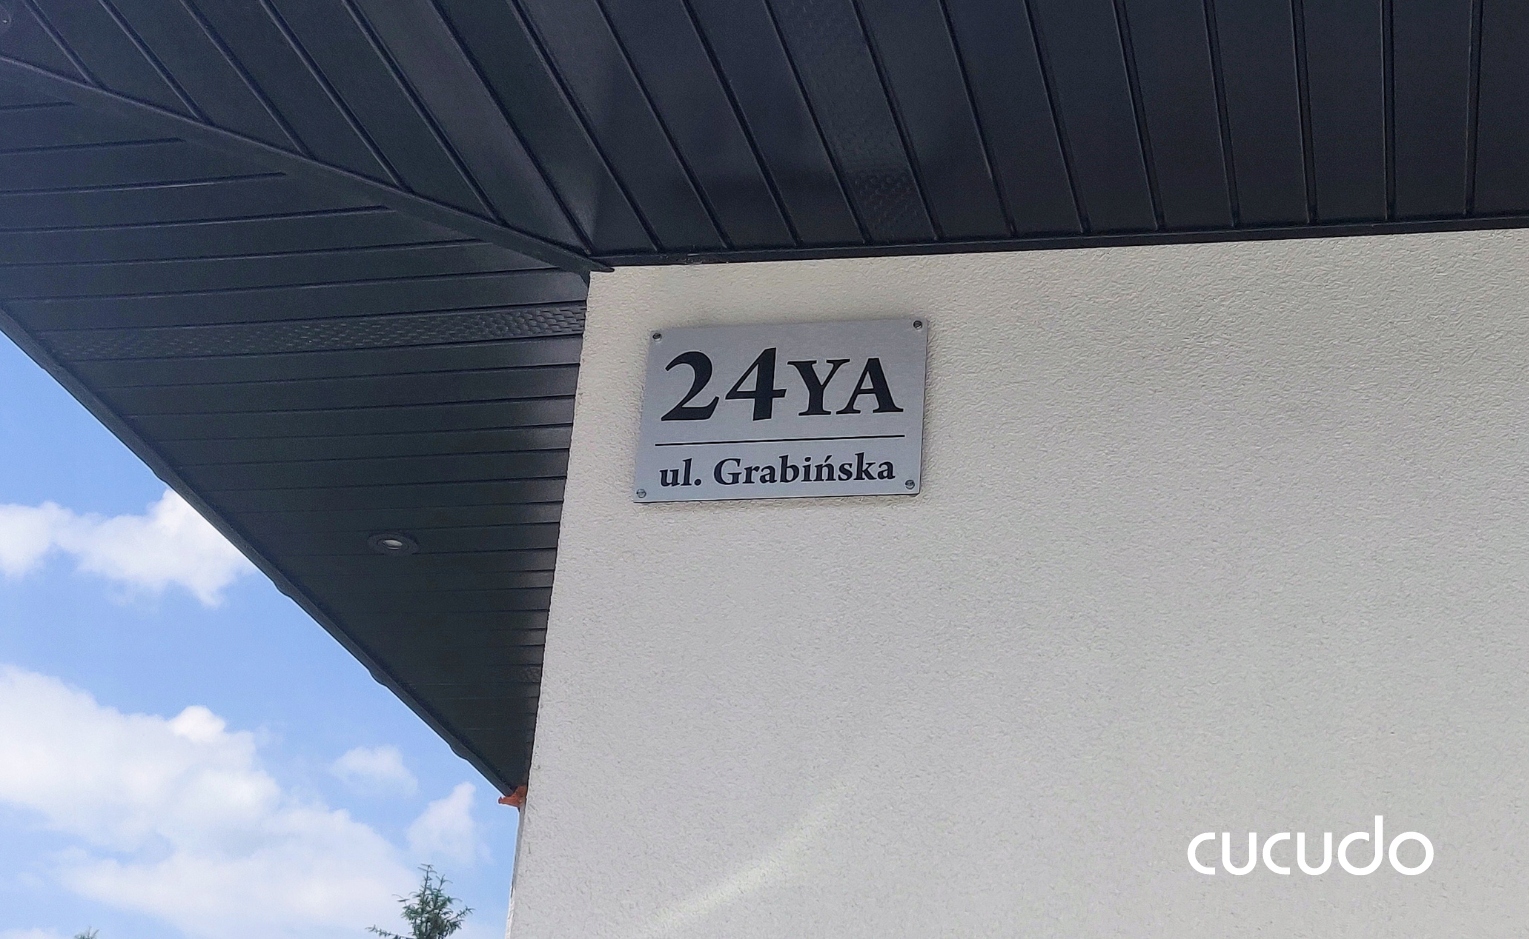 24YA
ul. Grabińska
cucudo